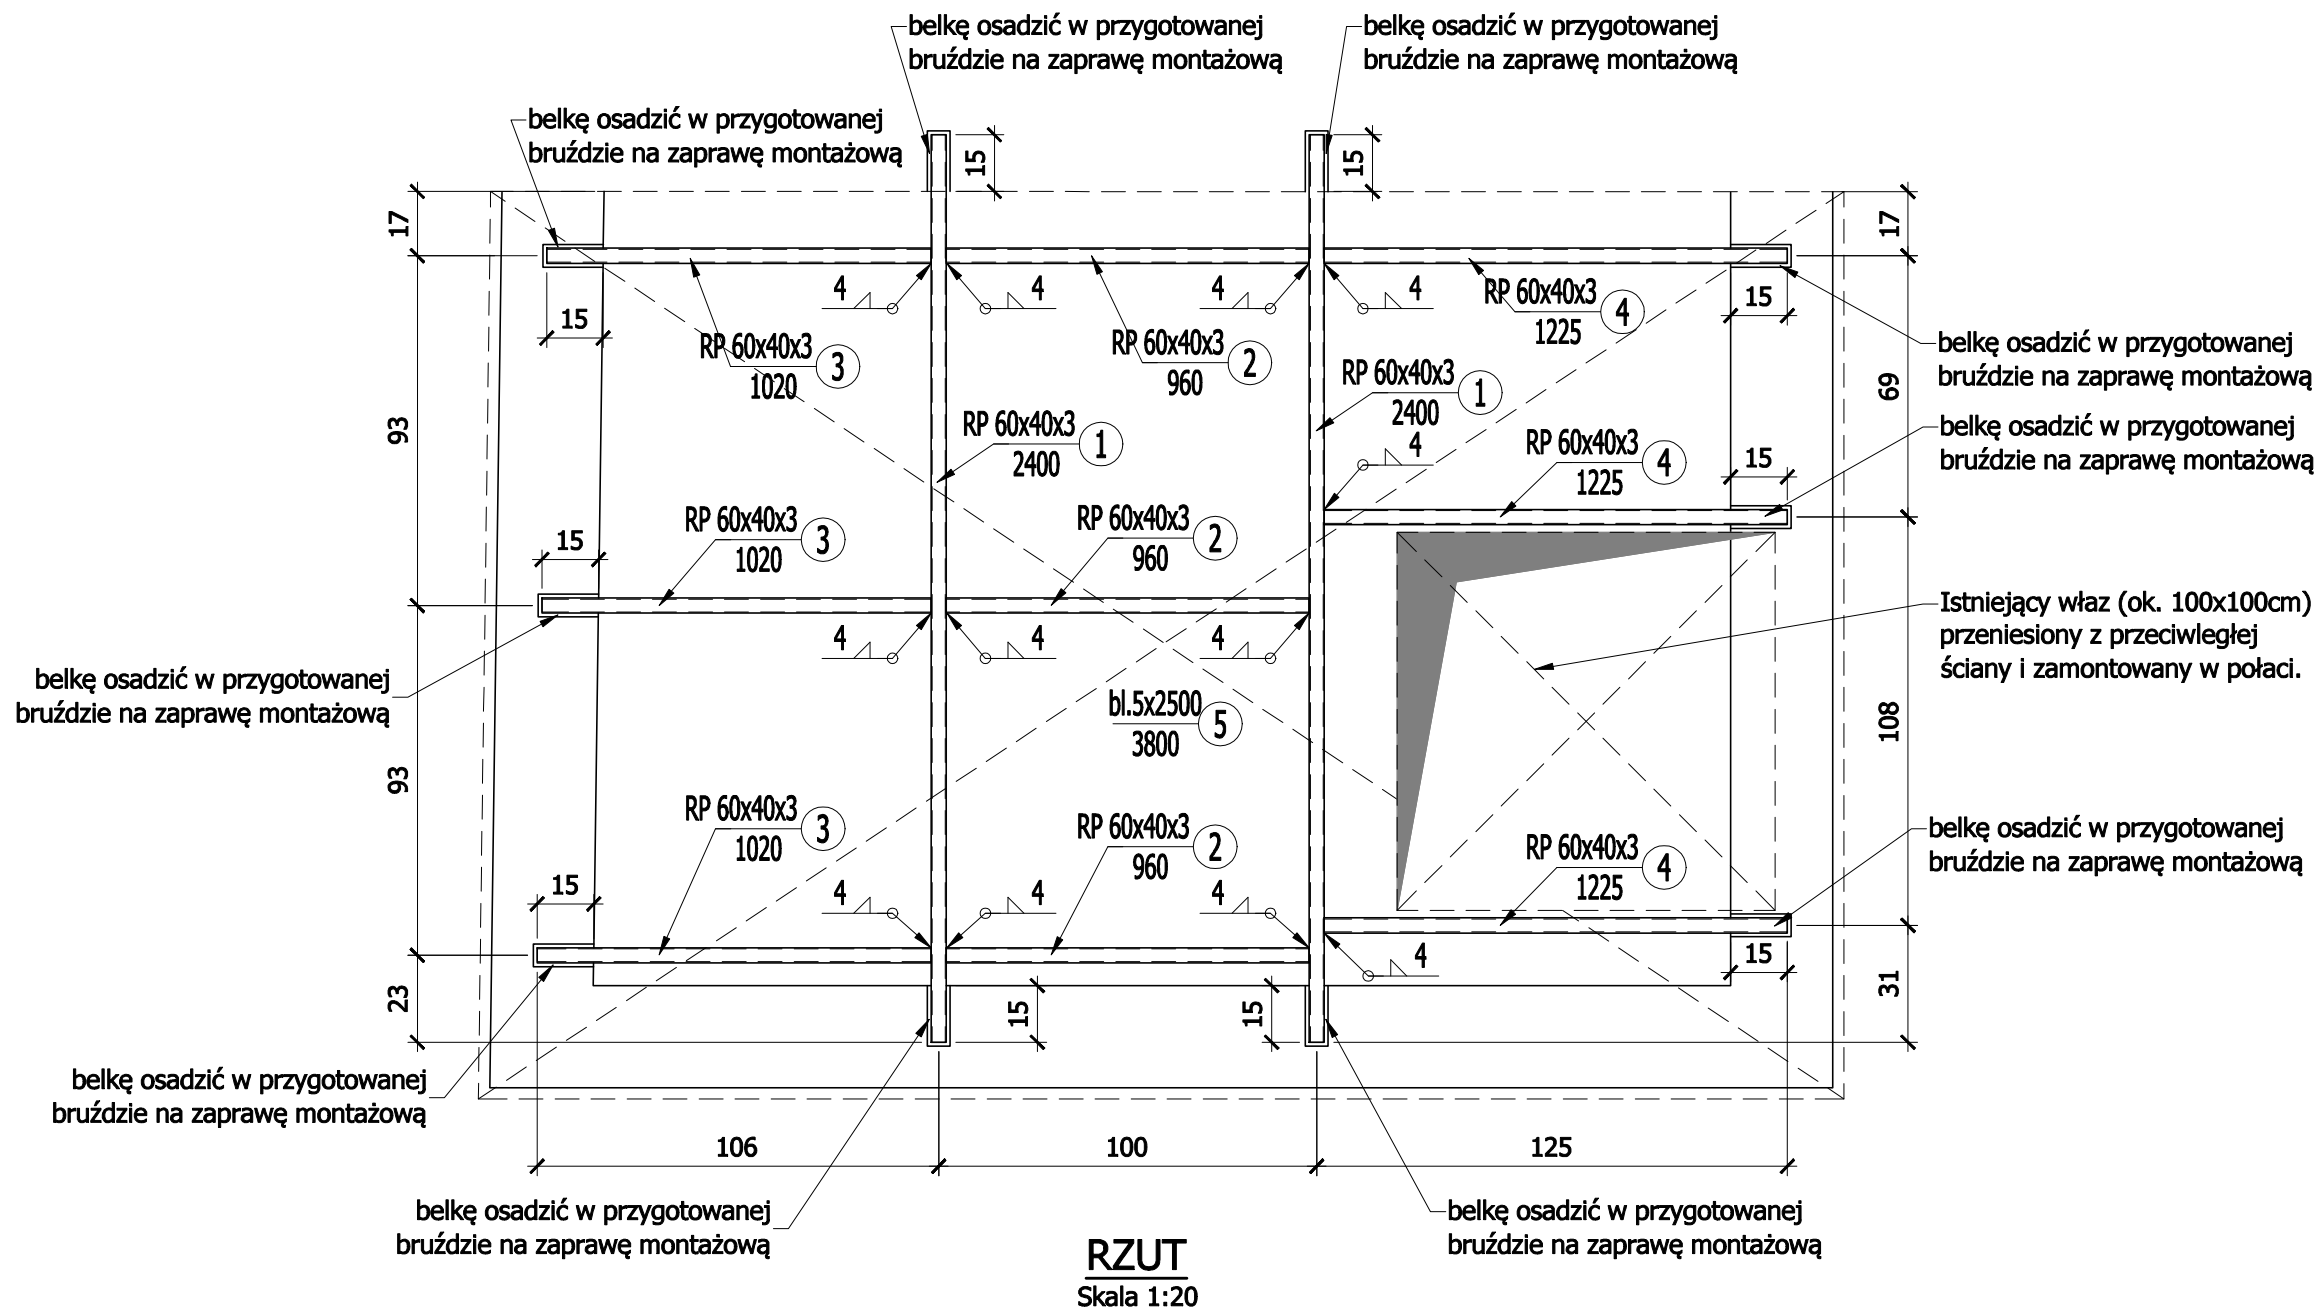 belkę osadzić w przygotowanej
bruździe na zaprawę montażową
belkę osadzić w przygotowanej
bruździe na zaprawę montażową
belkę osadzić w przygotowanej
bruździe na zaprawę montażową
15
15
17
17
4
4
4
4
15
15
RP 60x40x3
1225
4
RP 60x40x3
1020
3
RP 60x40x3
960
2
belkę osadzić w przygotowanej
bruździe na zaprawę montażową
RP 60x40x3
2400
1
69
93
RP 60x40x3
2400
1
4
RP 60x40x3
1225
4
15
belkę osadzić w przygotowanej
bruździe na zaprawę montażową
RP 60x40x3
1020
3
15
RP 60x40x3
960
2
Istniejący właz (ok. 100x100cm)
przeniesiony z przeciwległej
ściany i zamontowany w połaci.
4
4
4
belkę osadzić w przygotowanej
bruździe na zaprawę montażową
bl.5x2500
3800
5
108
93
RP 60x40x3
1020
3
RP 60x40x3
960
2
RP 60x40x3
1225
4
belkę osadzić w przygotowanej
bruździe na zaprawę montażową
15
4
4
4
4
15
23
15
15
31
belkę osadzić w przygotowanej
bruździe na zaprawę montażową
106
100
125
belkę osadzić w przygotowanej
bruździe na zaprawę montażową
belkę osadzić w przygotowanej
bruździe na zaprawę montażową
RZUT
Skala 1:20